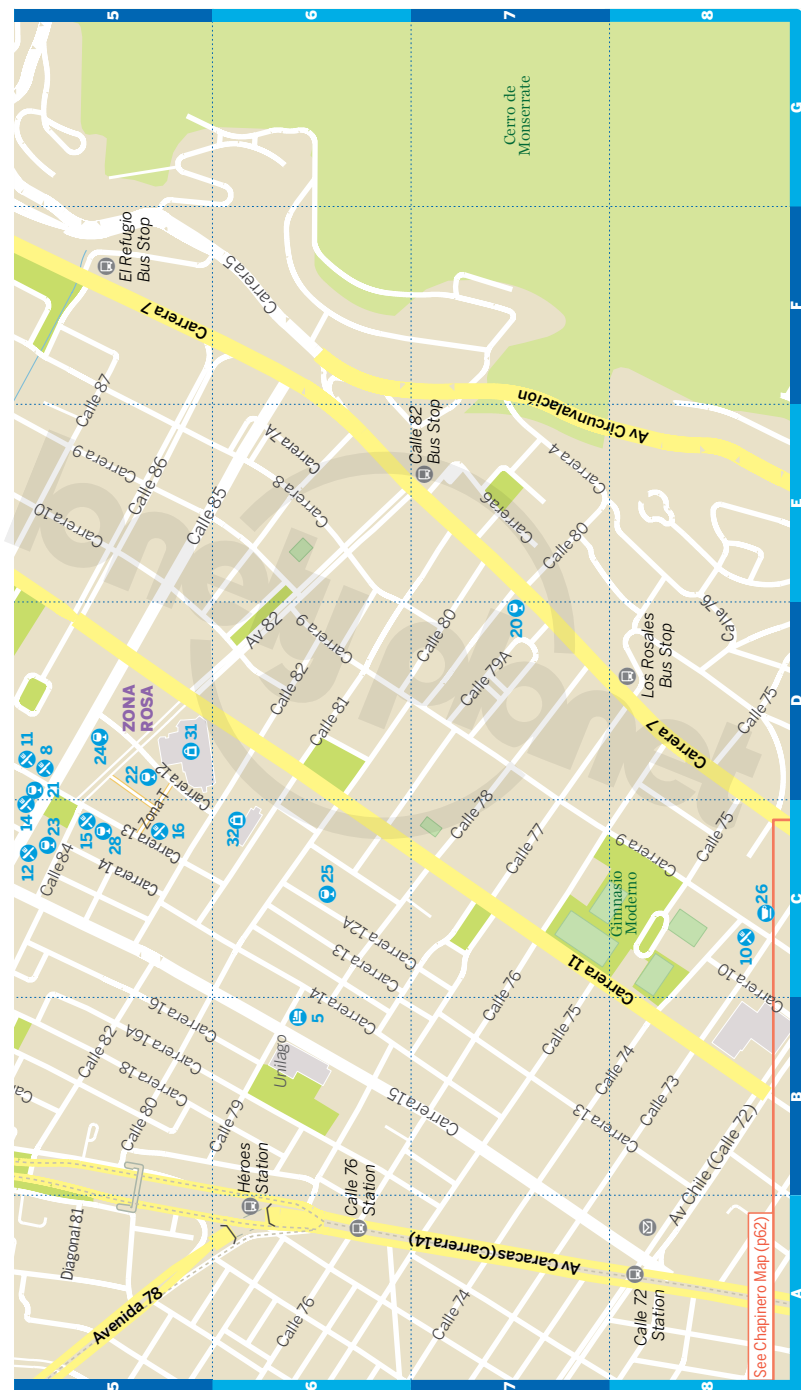 5
6
7
8
G
F
E
D
C
B
A
Cerro de
Monserrate
El Refugio
Bus Stop
Carrera 5
Carrera 7
Calle 87
Carrera 9
Calle 86
Carrera 10
Calle 85
Carrera 7A
Carrera 8
Calle 82
Bus Stop
Av Circunvalación
Carrera 4
Carrera 6
Calle 80
Calle 76
lonely planet
Av 82
Carrera 9
Calle 82
Calle 81
Calle 80
Calle 79A
20
Los Rosales
Bus Stop
Carrera 7
Calle 75
ZONA
ROSA
11
8
24
21
14
22
31
Carrera 12
Zona T
23
12
15
28
16
32
Calle 84
Carrera 13
Carrera 14
25
Calle 78
Calle 77
Carrera 9
Calle 75
Gimnasio
Moderno
26
10
Carrera 10
Carrera 11
Carrera 12A
Carrera 13
Carrera 14
Calle 76
Calle 75
Calle 74
Calle 73
Carrera 13
5
Unilago
Carrera 16
Carrera 16A
Carrera 18
Calle 82
Calle 80
Calle 79
Carrera 15
Héroes
Station
Calle 76
Station
Diagonal 81
Avenida 78
Calle 76
Calle 74
Av Caracas (Carrera 14)
Calle 72
Station
Av Chile (Calle 72)
See Chapinero Map (p62)
5
6
7
8